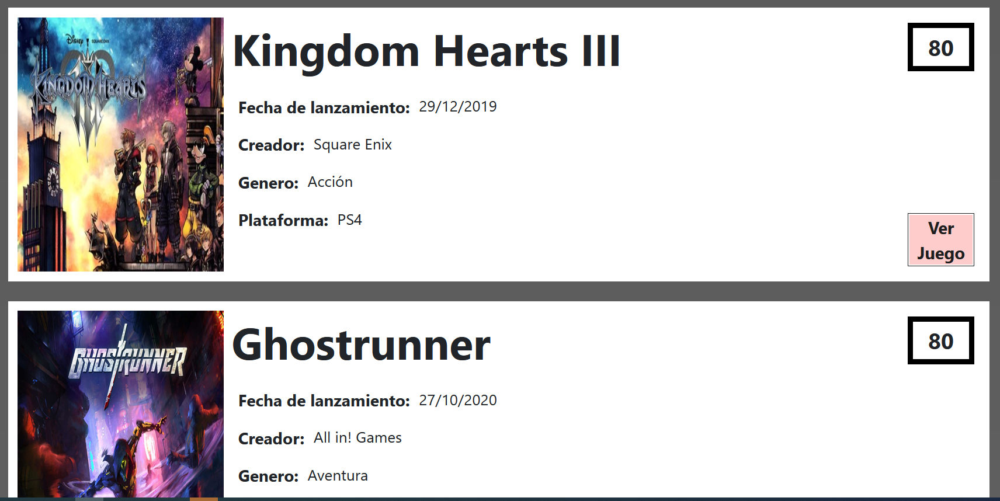 Disney SQUARE ENIX
KINGDOM HEARTS
III
Kingdom Hearts III
80
Fecha de lanzamiento: 29/12/2019
Creador: Square Enix
Genero: Acción
Plataforma: PS4
Ver
Juego
GHOSTRUNNER
Ghostrunner
80
Fecha de lanzamiento: 27/10/2020
Creador: All in! Games
Genero: Aventura